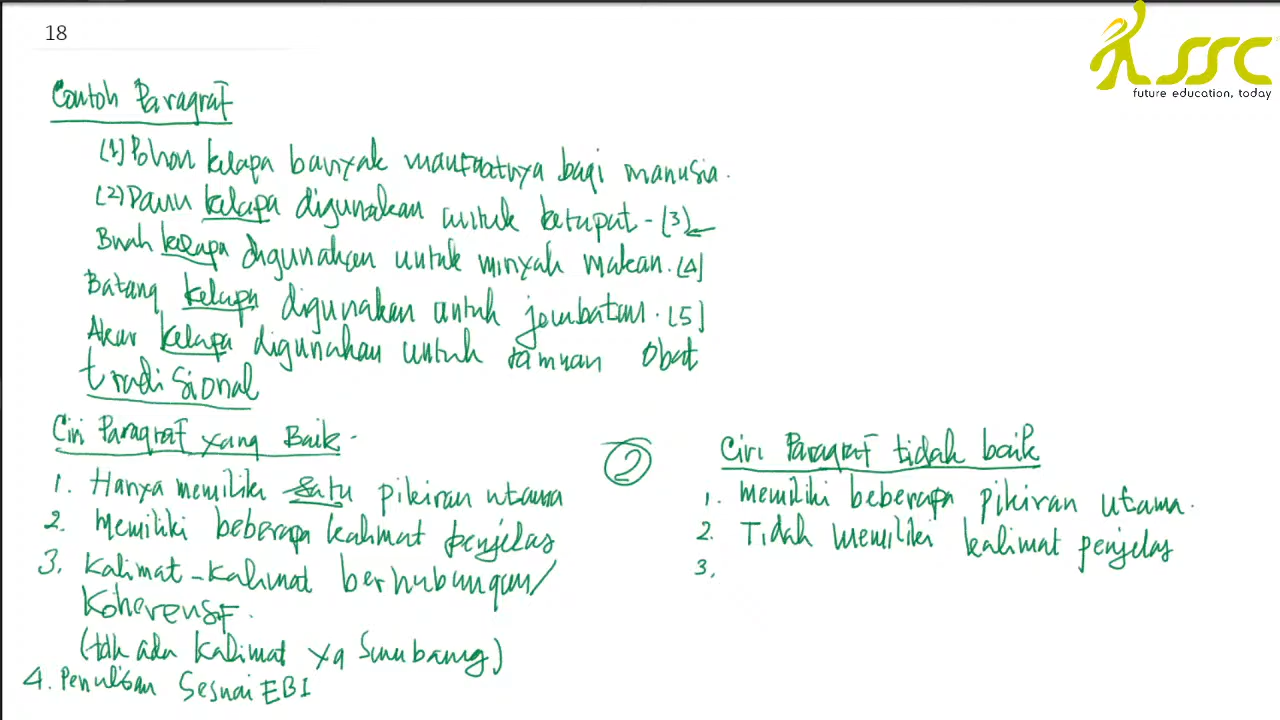 18
SSC
future education, today
Contoh Paragraf
(1) Pohon kelapa banyak manfaatnya bagi manusia.
(2) Daun kelapa digunakan untuk ketupat. (3)
Buah kelapa digunakan untuk minyak makan. (4)
Batang kelapa digunakan untuk jembatan. (5)
Akar kelapa digunakan untuk ramuan obat
tradisional
Ciri Paragraf yang Baik.
1. Hanya memiliki satu pikiran utama
2. memiliki beberapa kalimat penjelas
3. Kalimat-kalimat berhubungan/
Koherensif.
(tdk ada kalimat yg sumbang)
4. Penulisan Sesuai EBI
2
Ciri Paragraf tidak baik
1. memiliki beberapa pikiran utama.
2. Tidak memiliki kalimat penjelas
3.